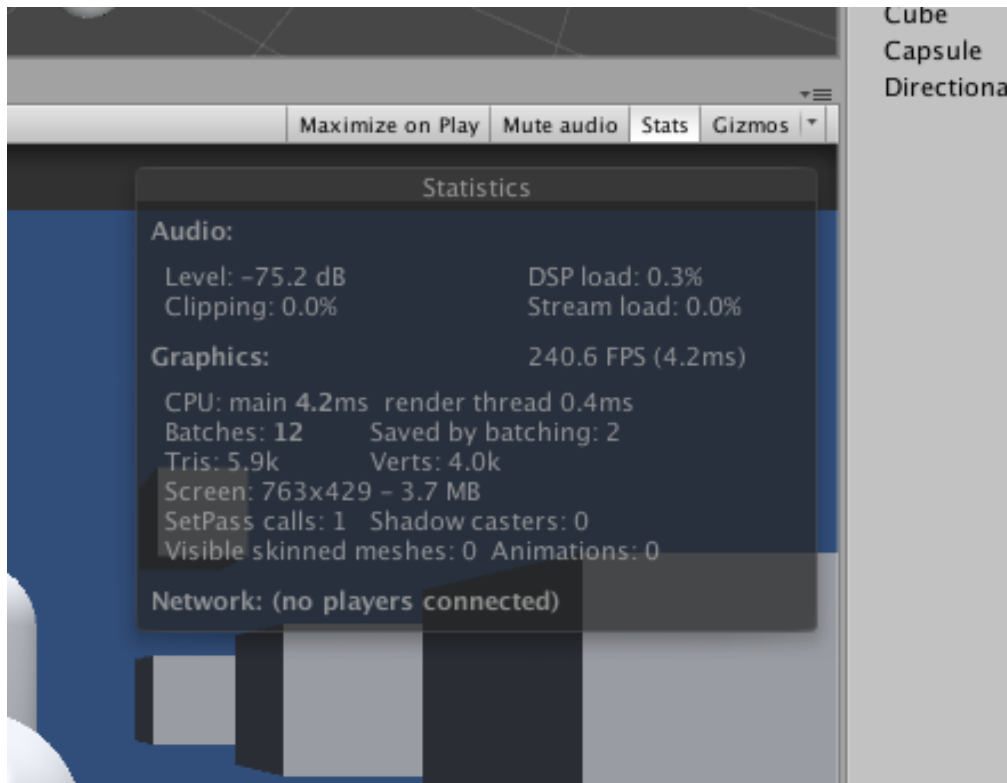 Cube
Capsule
Directiona
Maximize on Play Mute audio Stats Gizmos
Statistics
Audio:
Level: -75.2 dB DSP load: 0.3%
Clipping: 0.0% Stream load: 0.0%
Graphics: 240.6 FPS (4.2ms)
CPU: main 4.2ms render thread 0.4ms
Batches: 12 Saved by batching: 2
Tris: 5.9k Verts: 4.0k
Screen: 763x429 - 3.7 MB
SetPass calls: 1 Shadow casters: 0
Visible skinned meshes: 0 Animations: 0
Network: (no players connected)